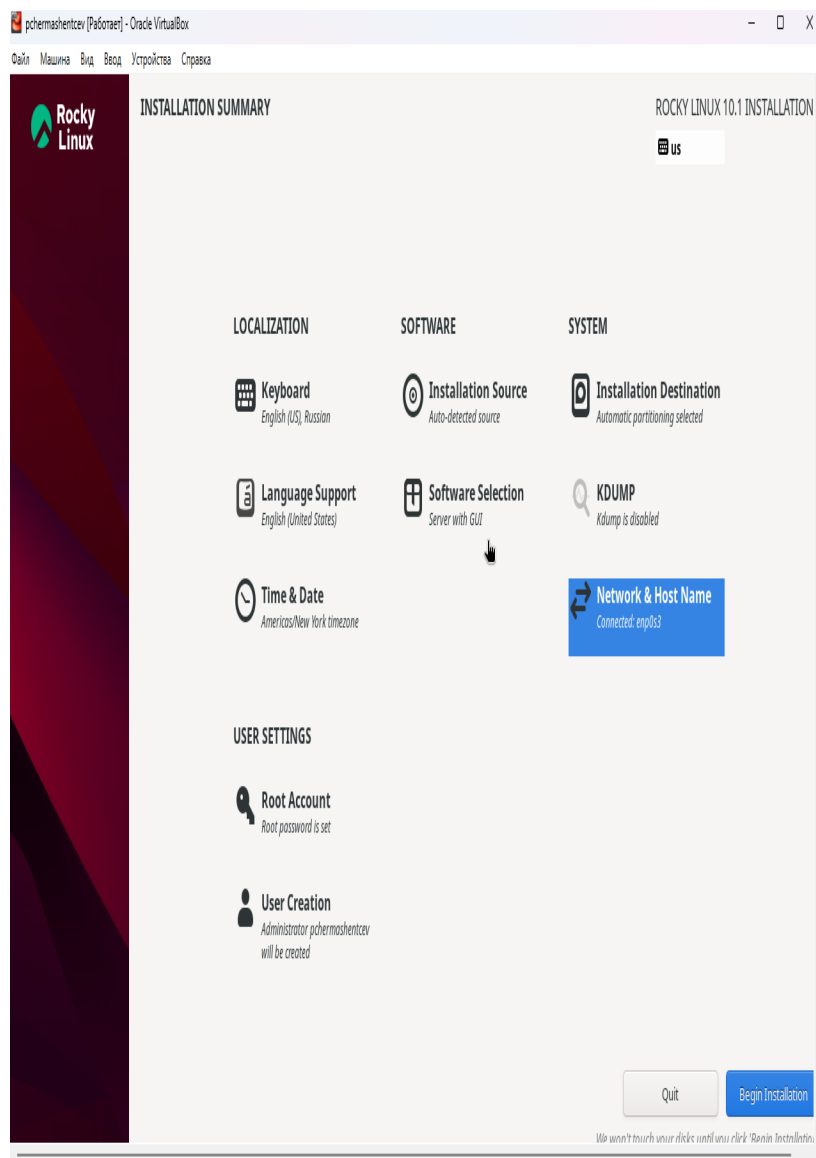 pchermashentcev [Работает] - Oracle VirtualBox
Файл Машина Вид Ввод Устройства Справка
Rocky
Linux
INSTALLATION SUMMARY
ROCKY LINUX 10.1 INSTALLATION
us
LOCALIZATION
Keyboard
English (US), Russian
Language Support
English (United States)
Time & Date
Americas/New York timezone
SOFTWARE
Installation Source
Auto-detected source
Software Selection
Server with GUI
SYSTEM
Installation Destination
Automatic partitioning selected
KDUMP
Kdump is disabled
Network & Host Name
Connected: enp0s3
USER SETTINGS
Root Account
Root password is set
User Creation
Administrator pchermashentcev
will be created
Quit
Begin Installation
We won't touch your disks until you click 'Begin Installation